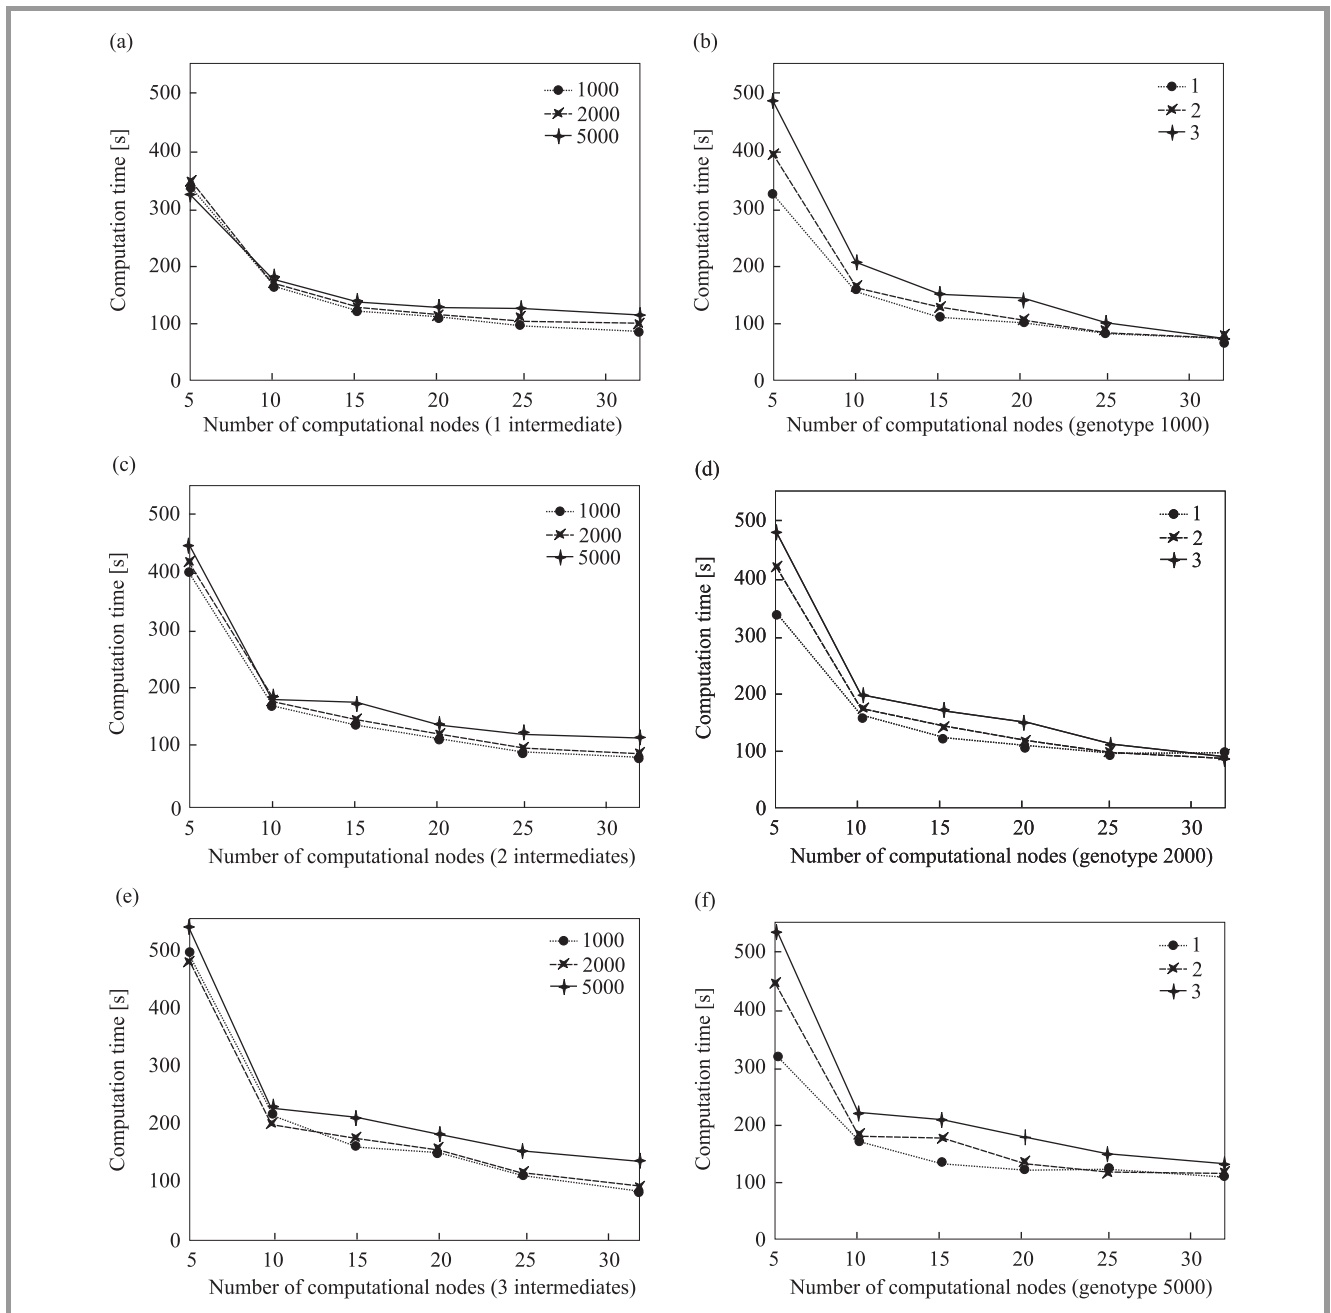 (a)
500
400
300
200
100
0
Computation time [s]
1000
2000
5000
5 10 15 20 25 30
Number of computational nodes (1 intermediate)
(b)
500
400
300
200
100
0
Computation time [s]
1
2
3
5 10 15 20 25 30
Number of computational nodes (genotype 1000)
(c)
500
400
300
200
100
0
Computation time [s]
1000
2000
5000
5 10 15 20 25 30
Number of computational nodes (2 intermediates)
(d)
500
400
300
200
100
0
Computation time [s]
1
2
3
5 10 15 20 25 30
Number of computational nodes (genotype 2000)
(e)
500
400
300
200
100
0
Computation time [s]
1000
2000
5000
5 10 15 20 25 30
Number of computational nodes (3 intermediates)
(f)
500
400
300
200
100
0
Computation time [s]
1
2
3
5 10 15 20 25 30
Number of computational nodes (genotype 5000)